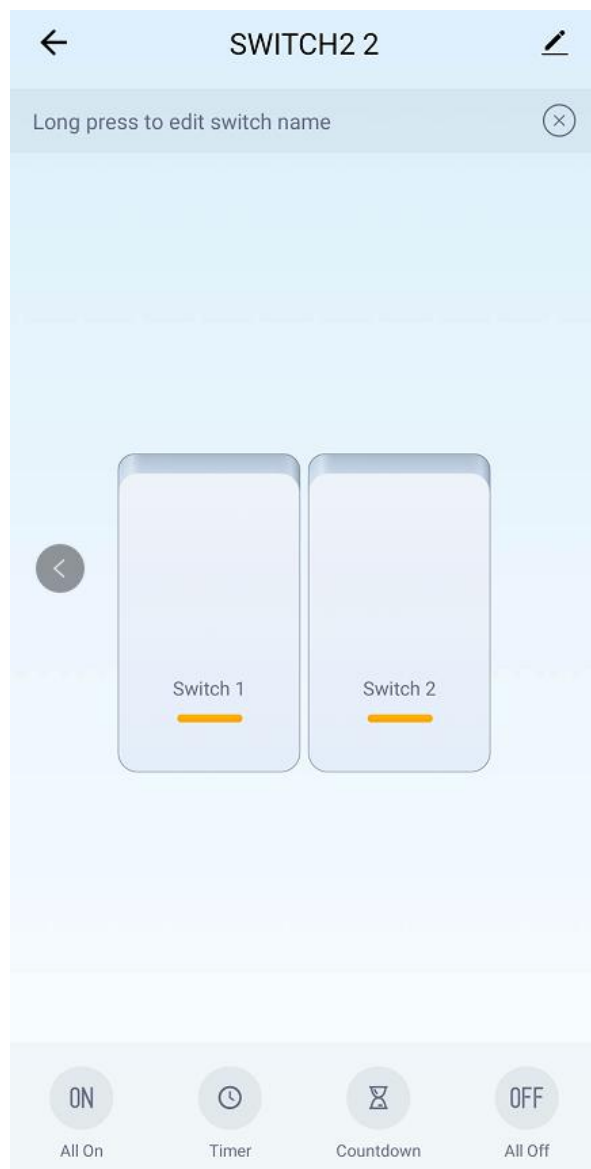 SWITCH2 2
Long press to edit switch name
Switch 1 Switch 2
ON OFF
All On Timer Countdown All Off